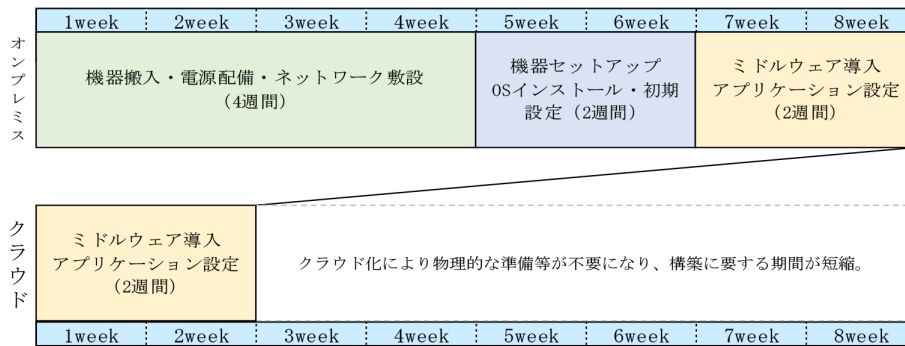 1week 2week 3week 4week 5week 6week 7week 8week
オンプレミス
機器搬入・電源配備・ネットワーク敷設
（4週間）
機器セットアップ
OSインストール・初期
設定（2週間）
ミドルウェア導入
アプリケーション設定
（2週間）
クラウド
ミドルウェア導入
アプリケーション設定
（2週間）
クラウド化により物理的な準備等が不要になり、構築に要する期間が短縮。
1week 2week 3week 4week 5week 6week 7week 8week